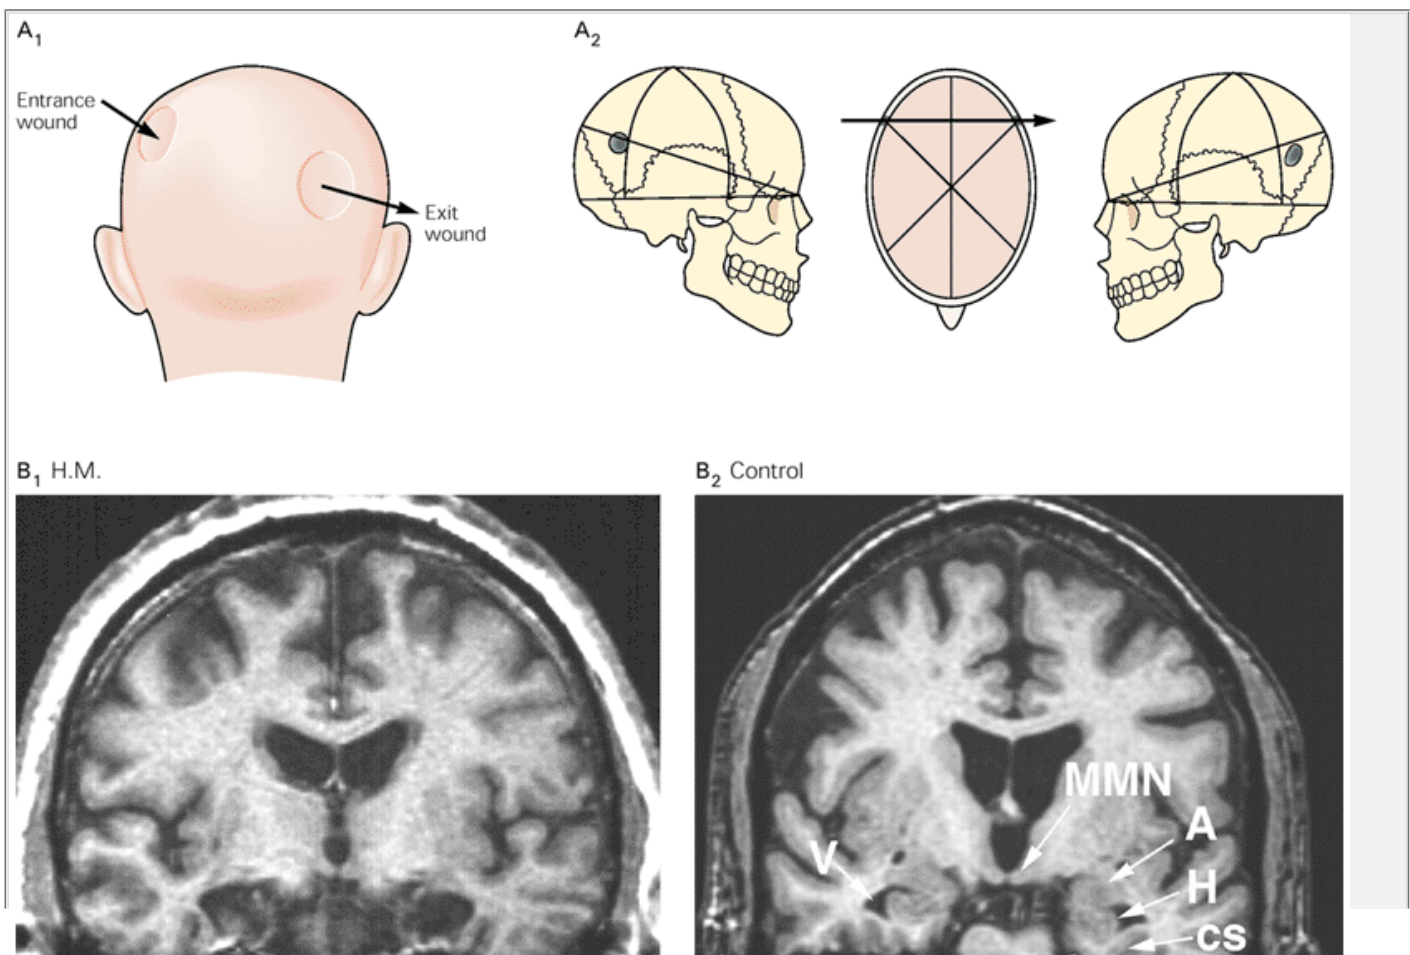 A1
A2
Entrance
wound
Exit
wound
B1 H.M.
B2 Control
MMN
A
V
H
CS